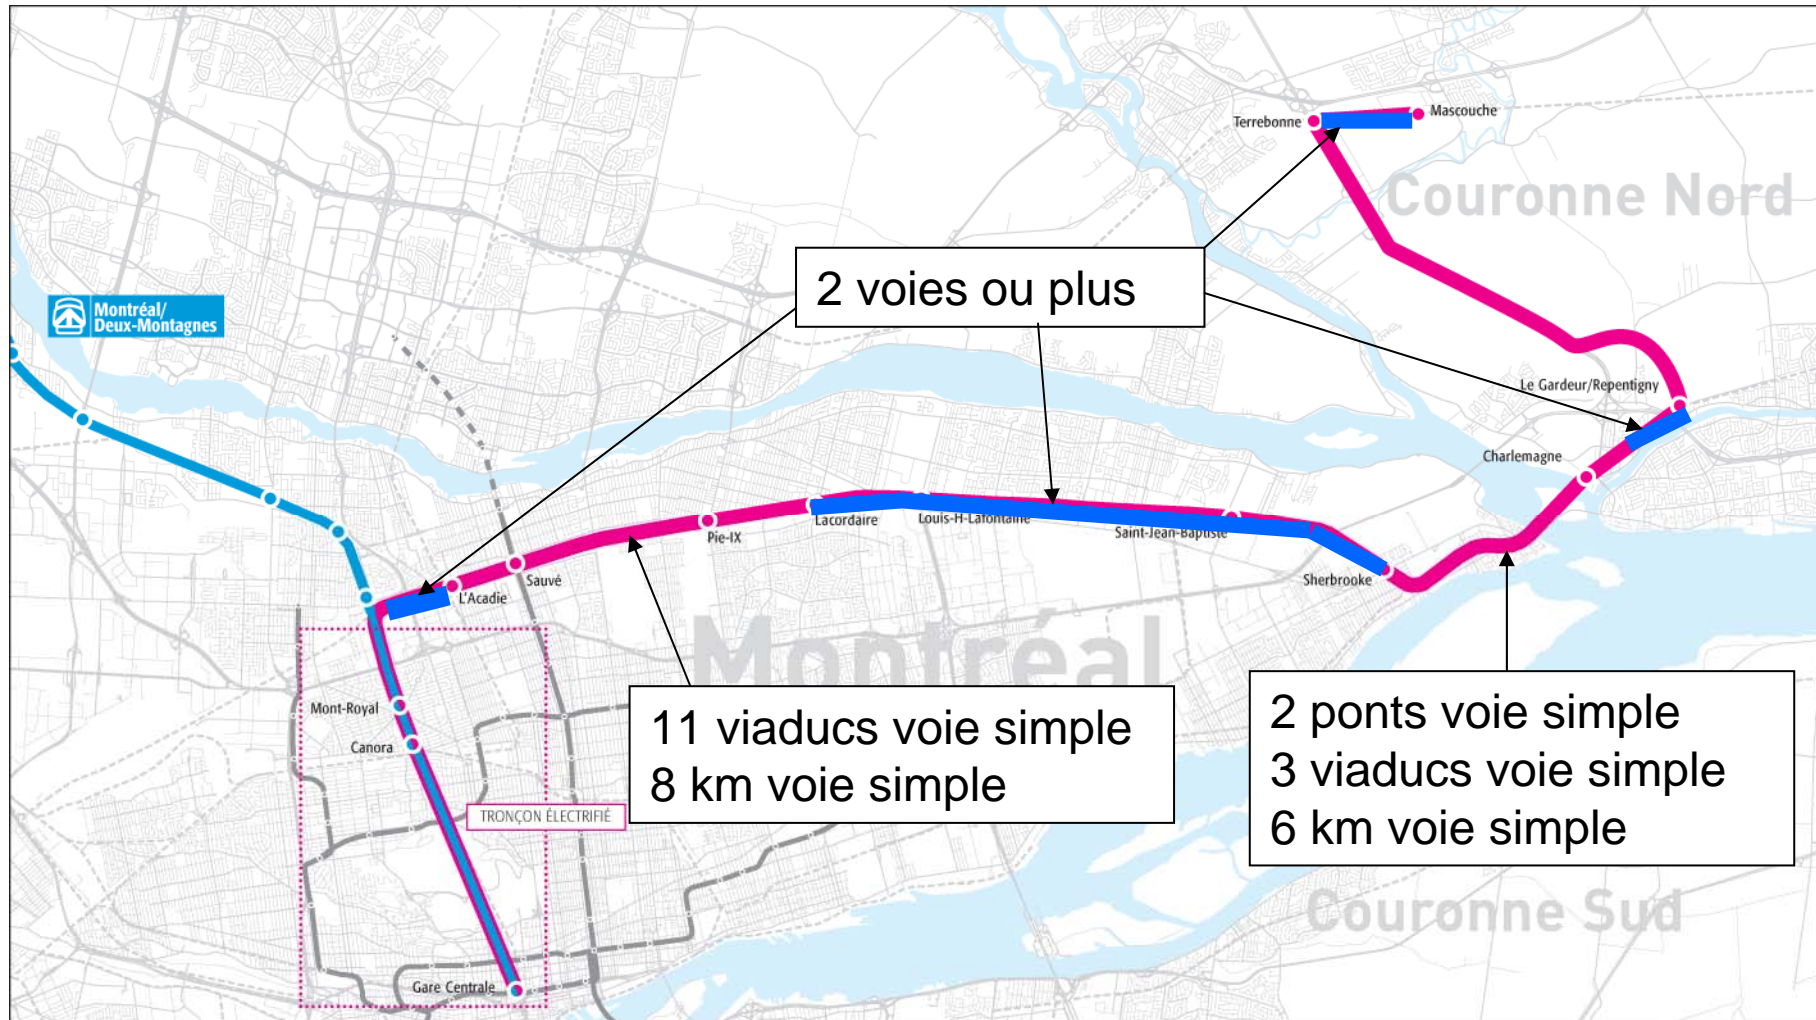 Mascouche
Terrebonne
Couronne Nord
2 voies ou plus
Montréal/
Deux-Montagnes
Le Gardeur/Repentigny
Charlemagne
Lacordaire
Louis-H-Lafontaine
Saint-Jean-Baptiste
Pie-IX
Sauvé
Sherbrooke
L'Acadie
Montréal
Mont-Royal
Canora
11 viaducs voie simple
8 km voie simple
2 ponts voie simple
3 viaducs voie simple
6 km voie simple
TRONÇON ÉLECTRIFIÉ
Couronne Sud
Gare Centrale